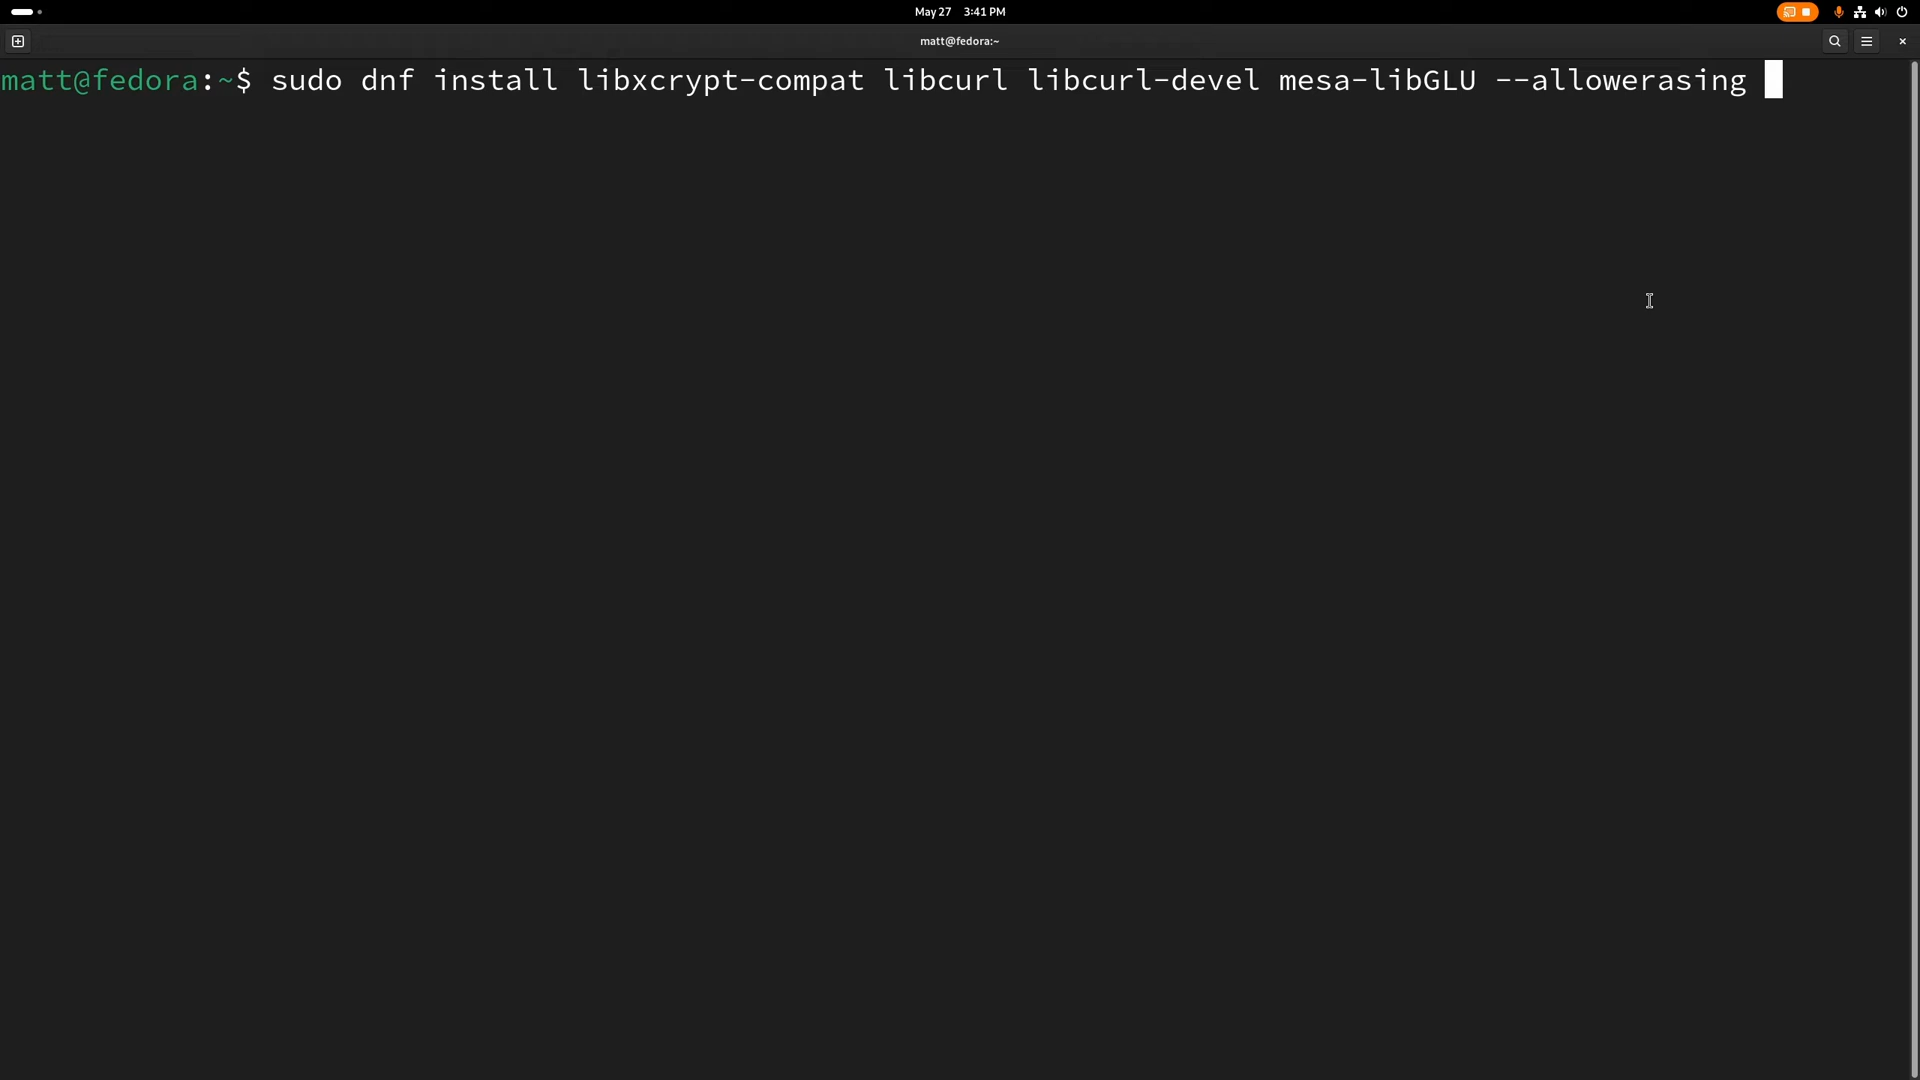 May 27 3:41 PM
matt@fedora:~
matt@fedora:~$ sudo dnf install libxcrypt-compat libcurl libcurl-devel mesa-libGLU --allowerasing